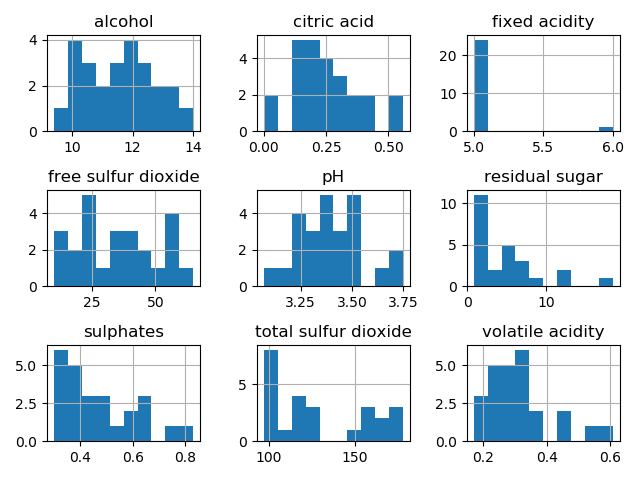 alcohol
citric acid
fixed acidity
4
2
0
10 12 14
4
2
0
0.00 0.25 0.50
20
10
0
5.0 5.5 6.0
free sulfur dioxide
pH
residual sugar
4
2
0
25 50
4
2
0
3.25 3.50 3.75
10
5
0
0 10
sulphates
total sulfur dioxide
volatile acidity
5.0
2.5
0.0
0.4 0.6 0.8
5
0
100 150
5.0
2.5
0.0
0.2 0.4 0.6